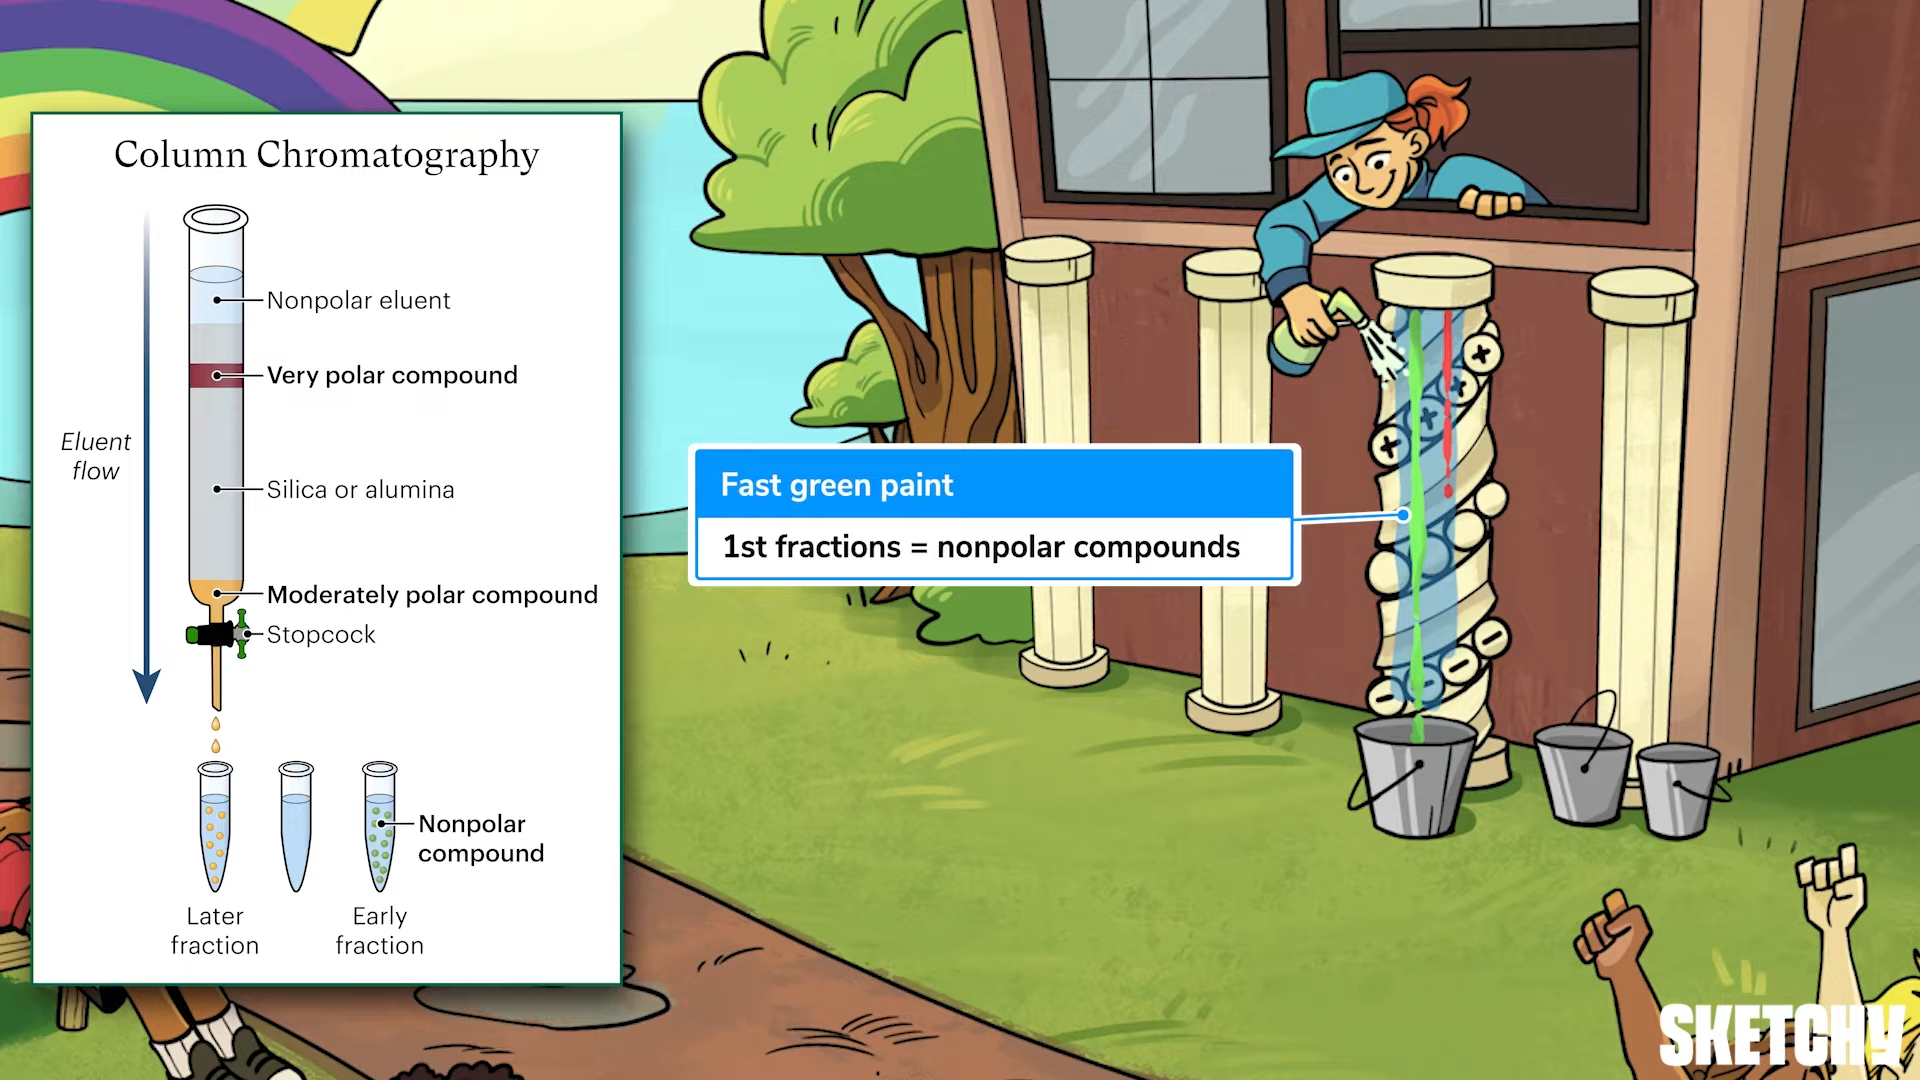 Column Chromatography
Nonpolar eluent
Very polar compound
Eluent
flow
Silica or alumina
Moderately polar compound
Stopcock
Nonpolar
compound
Later
fraction
Early
fraction
Fast green paint
1st fractions = nonpolar compounds
SKETCHY